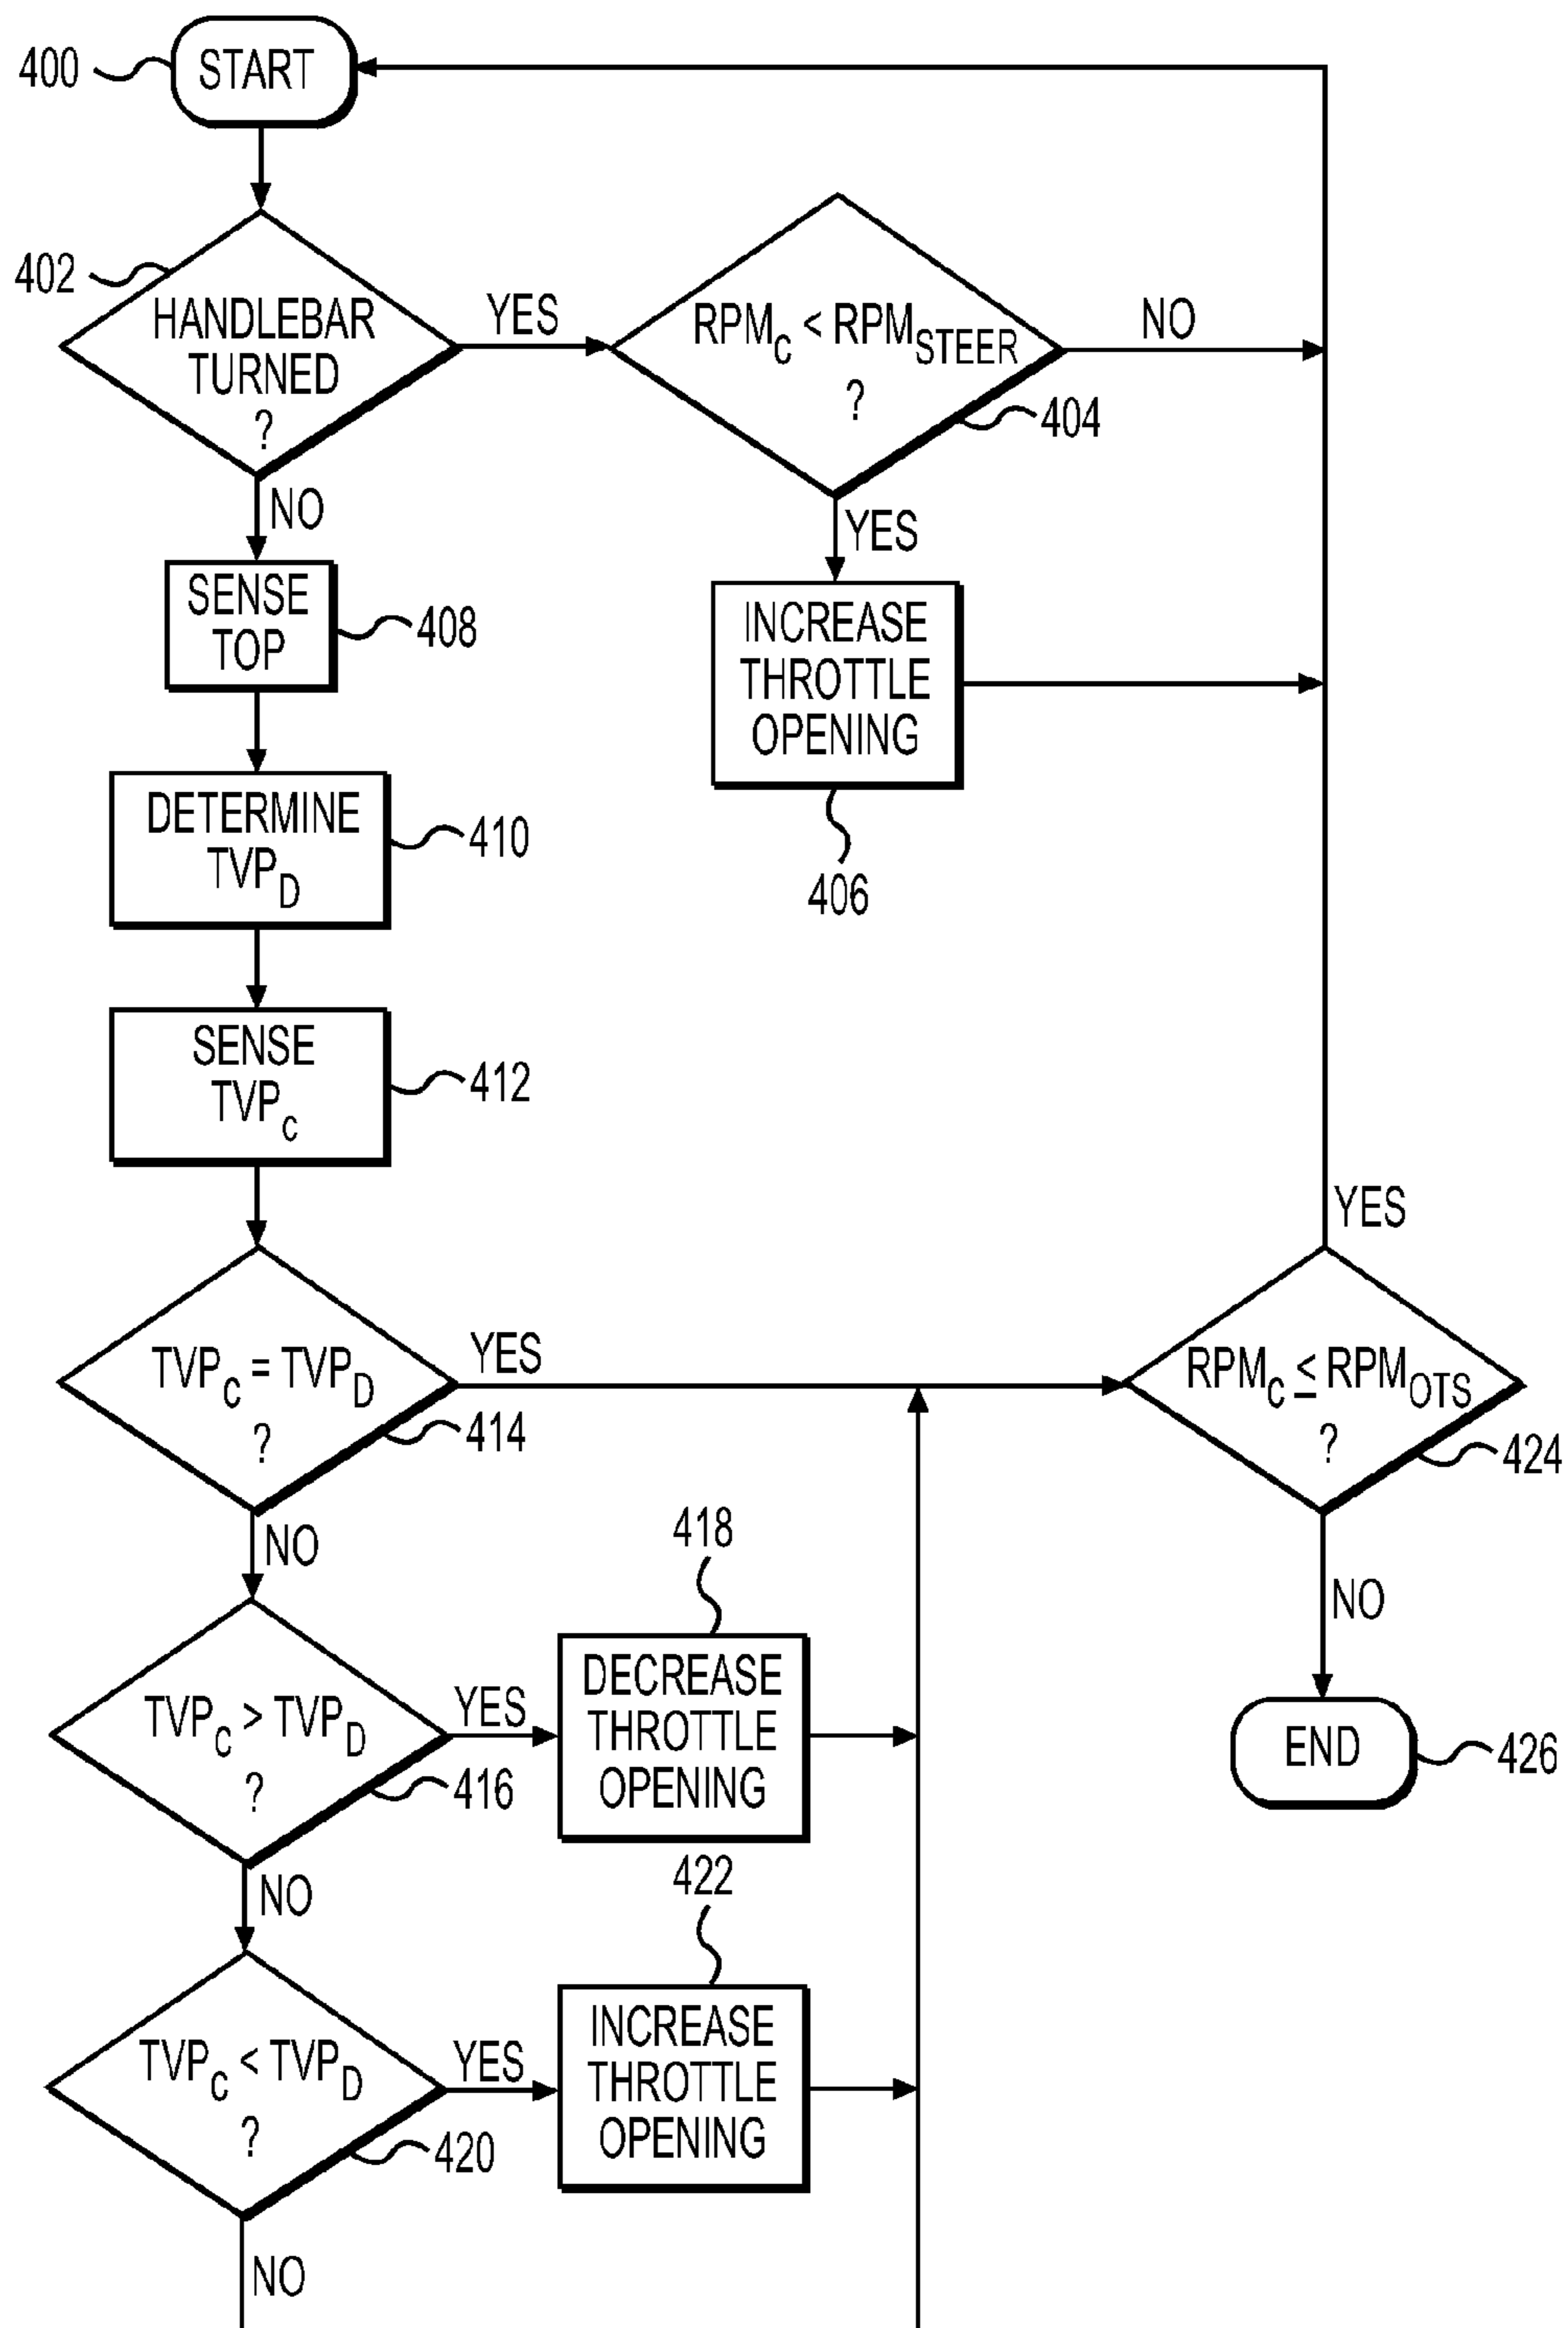 400
START
402
HANDLEBAR
TURNED
?
YES
RPMC < RPMSTEER
?
404
NO
NO
YES
SENSE
TOP
408
INCREASE
THROTTLE
OPENING
406
DETERMINE
TVPD
410
SENSE
TVPC
412
YES
TVPC = TVPD
?
414
YES
RPMC ≤ RPMOTS
?
424
NO
418
NO
TVPC > TVPD
?
416
YES
DECREASE
THROTTLE
OPENING
END
426
NO
422
TVPC < TVPD
?
420
YES
INCREASE
THROTTLE
OPENING
NO